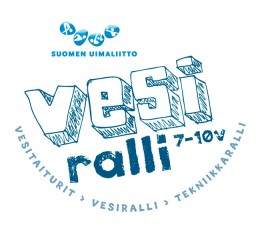 SUOMEN UIMALIITTO
vesi
ralli 7-10v
VESITAITURIT > VESIRALLI > TEKNIIKKARALLI